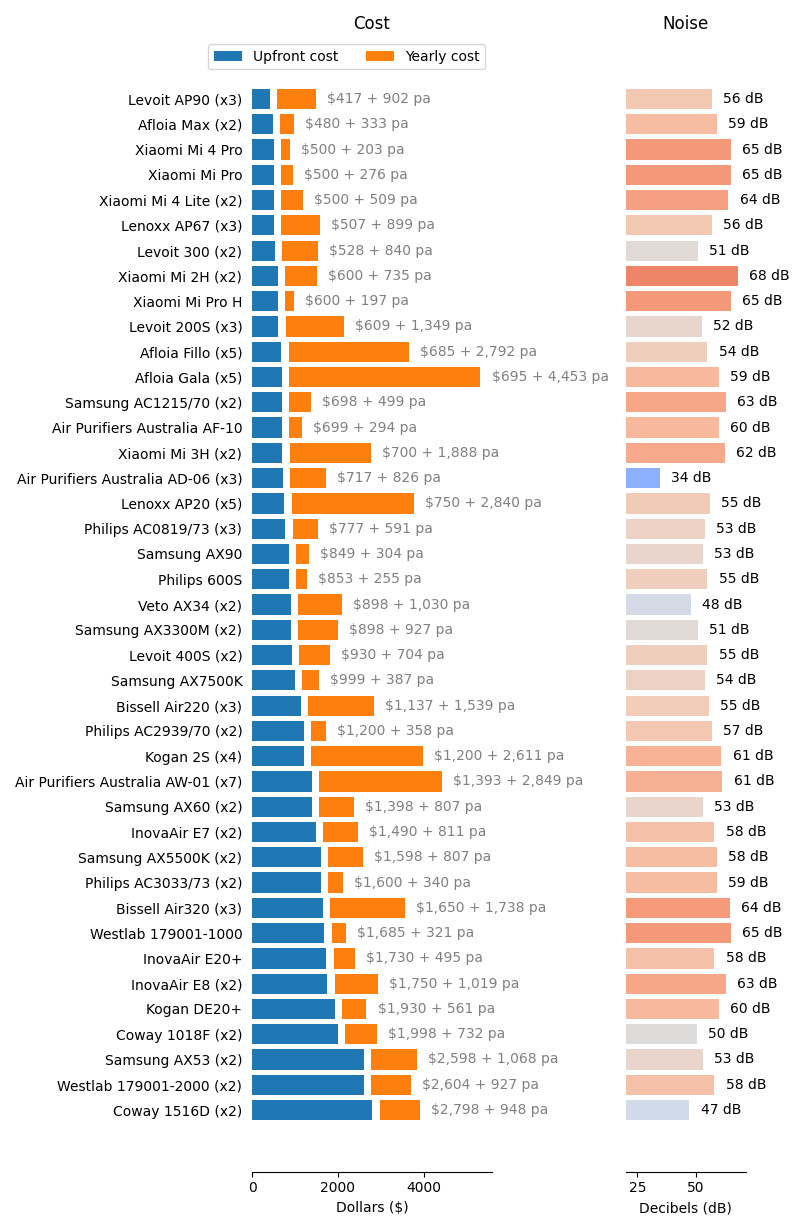 Cost Noise
Upfront cost Yearly cost
Levoit AP90 (x3) $417 + 902 pa 56 dB
Afloia Max (x2) $480 + 333 pa 59 dB
Xiaomi Mi 4 Pro $500 + 203 pa 65 dB
Xiaomi Mi Pro $500 + 276 pa 65 dB
Xiaomi Mi 4 Lite (x2) $500 + 509 pa 64 dB
Lenoxx AP67 (x3) $507 + 899 pa 56 dB
Levoit 300 (x2) $528 + 840 pa 51 dB
Xiaomi Mi 2H (x2) $600 + 735 pa 68 dB
Xiaomi Mi Pro H $600 + 197 pa 65 dB
Levoit 200S (x3) $609 + 1,349 pa 52 dB
Afloia Fillo (x5) $685 + 2,792 pa 54 dB
Afloia Gala (x5) $695 + 4,453 pa 59 dB
Samsung AC1215/70 (x2) $698 + 499 pa 63 dB
Air Purifiers Australia AF-10 $699 + 294 pa 60 dB
Xiaomi Mi 3H (x2) $700 + 1,888 pa 62 dB
Air Purifiers Australia AD-06 (x3) $717 + 826 pa 34 dB
Lenoxx AP20 (x5) $750 + 2,840 pa 55 dB
Philips AC0819/73 (x3) $777 + 591 pa 53 dB
Samsung AX90 $849 + 304 pa 53 dB
Philips 600S $853 + 255 pa 55 dB
Veto AX34 (x2) $898 + 1,030 pa 48 dB
Samsung AX3300M (x2) $898 + 927 pa 51 dB
Levoit 400S (x2) $930 + 704 pa 55 dB
Samsung AX7500K $999 + 387 pa 54 dB
Bissell Air220 (x3) $1,137 + 1,539 pa 55 dB
Philips AC2939/70 (x2) $1,200 + 358 pa 57 dB
Kogan 2S (x4) $1,200 + 2,611 pa 61 dB
Air Purifiers Australia AW-01 (x7) $1,393 + 2,849 pa 61 dB
Samsung AX60 (x2) $1,398 + 807 pa 53 dB
InovaAir E7 (x2) $1,490 + 811 pa 58 dB
Samsung AX5500K (x2) $1,598 + 807 pa 58 dB
Philips AC3033/73 (x2) $1,600 + 340 pa 59 dB
Bissell Air320 (x3) $1,650 + 1,738 pa 64 dB
Westlab 179001-1000 $1,685 + 321 pa 65 dB
InovaAir E20+ $1,730 + 495 pa 58 dB
InovaAir E8 (x2) $1,750 + 1,019 pa 63 dB
Kogan DE20+ $1,930 + 561 pa 60 dB
Coway 1018F (x2) $1,998 + 732 pa 50 dB
Samsung AX53 (x2) $2,598 + 1,068 pa 53 dB
Westlab 179001-2000 (x2) $2,604 + 927 pa 58 dB
Coway 1516D (x2) $2,798 + 948 pa 47 dB
0 2000 4000 25 50
Dollars ($) Decibels (dB)